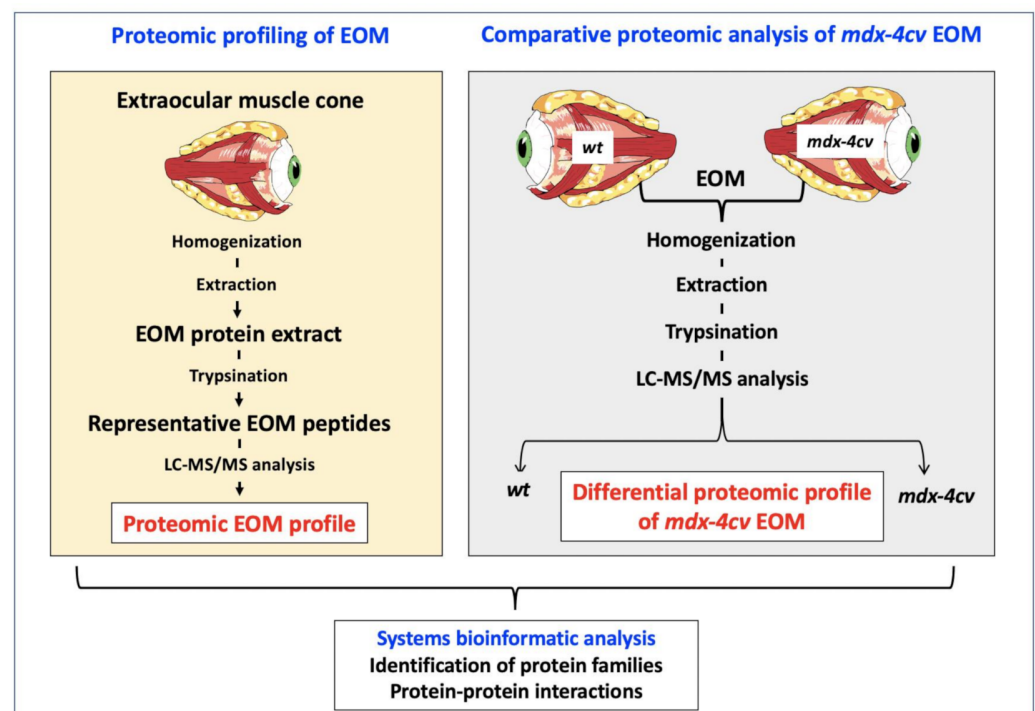 Proteomic profiling of EOM
Extraocular muscle cone
Homogenization
Extraction
EOM protein extract
Trypsination
Representative EOM peptides
LC-MS/MS analysis
Proteomic EOM profile
Comparative proteomic analysis of mdx-4cv EOM
wt
mdx-4cv
EOM
Homogenization
Extraction
Trypsination
LC-MS/MS analysis
wt
Differential proteomic profile
of mdx-4cv EOM
mdx-4cv
Systems bioinformatic analysis
Identification of protein families
Protein-protein interactions